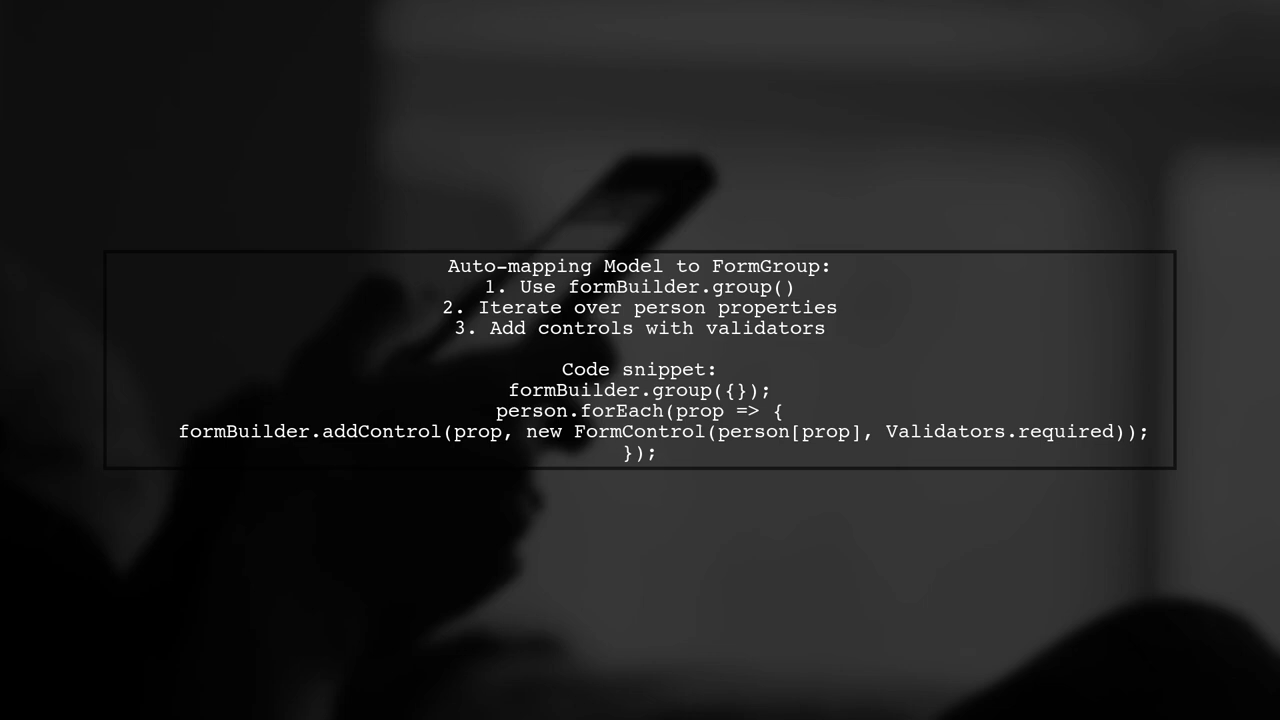 Auto-mapping Model to FormGroup:
1. Use formBuilder.group()
2. Iterate over person properties
3. Add controls with validators
Code snippet:
formBuilder.group({});
person.forEach(prop => {
formBuilder.addControl(prop, new FormControl(person[prop], Validators.required));
});